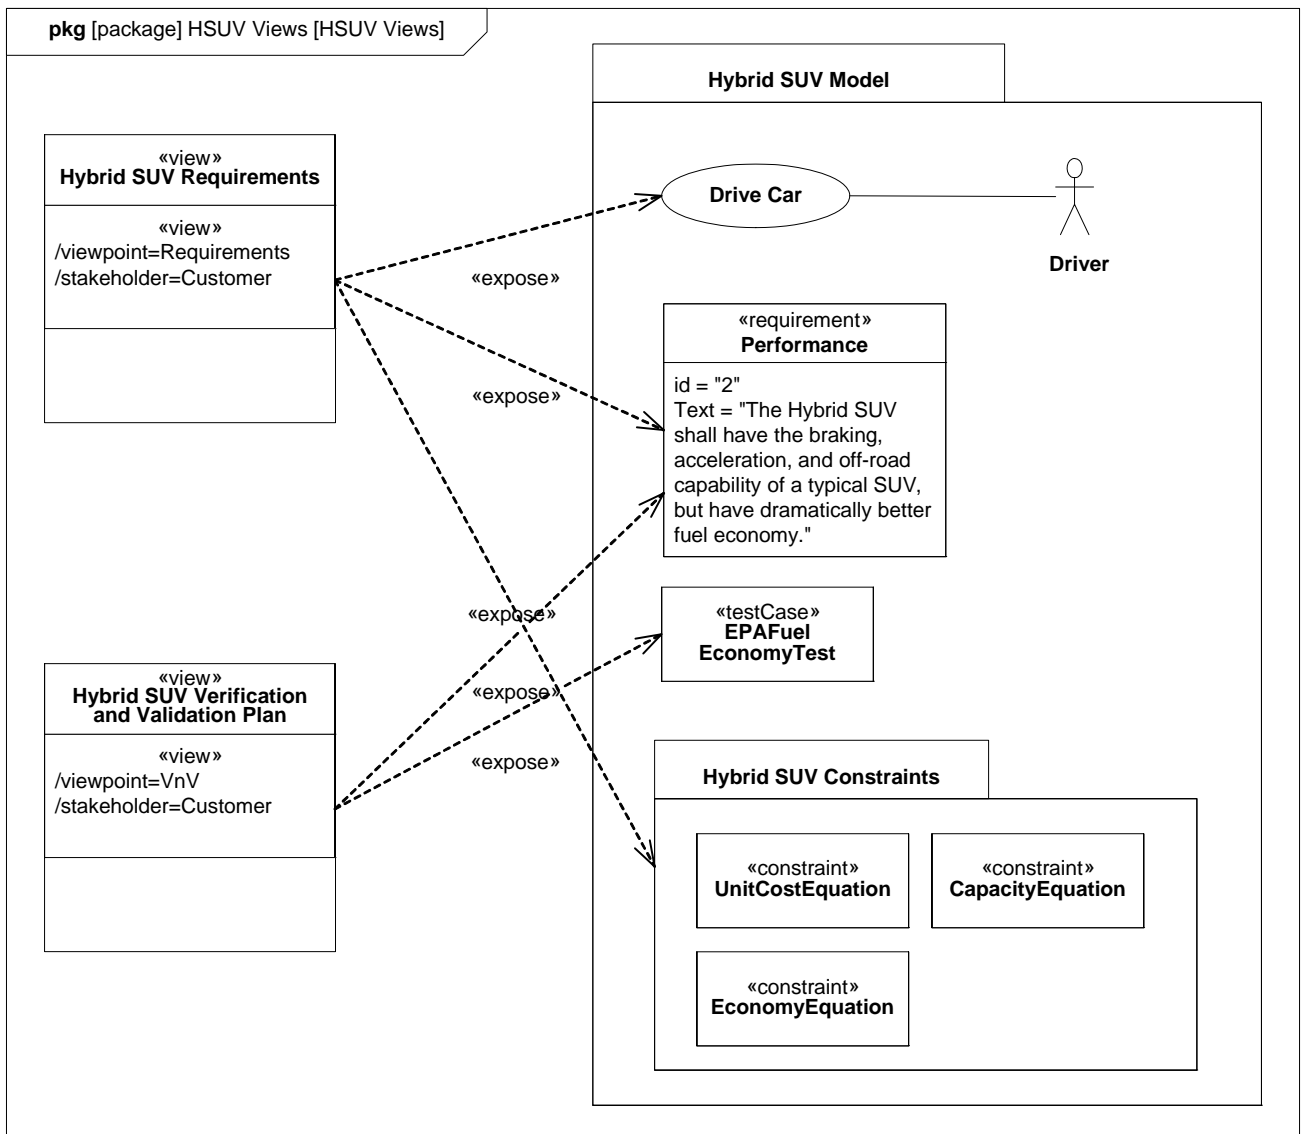 pkg [package] HSUV Views [HSUV Views]
Hybrid SUV Model
«view»
Hybrid SUV Requirements
«view»
/viewpoint=Requirements
/stakeholder=Customer
Drive Car
Driver
«expose»
«requirement»
Performance
id = "2"
Text = "The Hybrid SUV
shall have the braking,
acceleration, and off-road
capability of a typical SUV,
but have dramatically better
fuel economy."
«expose»
«expose»
«testCase»
EPAFuel
EconomyTest
«view»
Hybrid SUV Verification
and Validation Plan
«view»
/viewpoint=VnV
/stakeholder=Customer
«expose»
«expose»
Hybrid SUV Constraints
«constraint»
UnitCostEquation
«constraint»
CapacityEquation
«constraint»
EconomyEquation